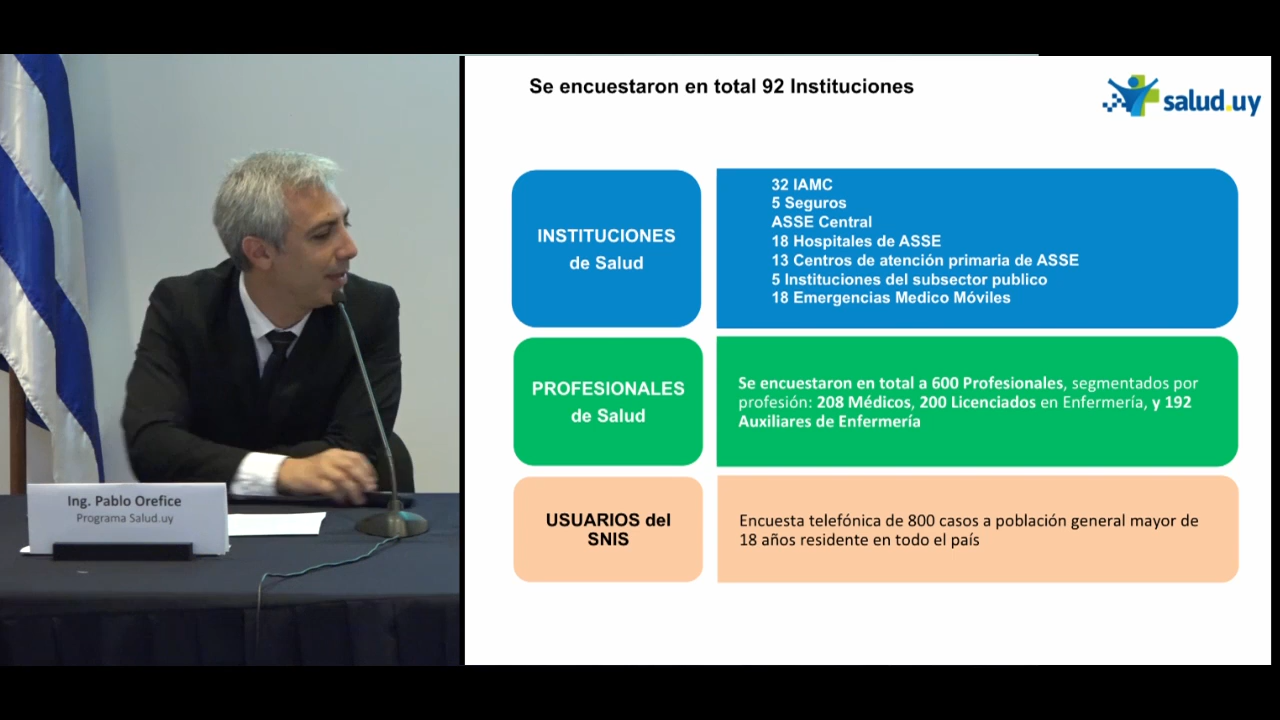 Se encuestaron en total 92 Instituciones
salud.uy
INSTITUCIONES
de Salud
32 IAMC
5 Seguros
ASSE Central
18 Hospitales de ASSE
13 Centros de atención primaria de ASSE
5 Instituciones del subsector publico
18 Emergencias Medico Móviles
PROFESIONALES
de Salud
Se encuestaron en total a 600 Profesionales, segmentados por
profesión: 208 Médicos, 200 Licenciados en Enfermería, y 192
Auxiliares de Enfermería
USUARIOS del
SNIS
Encuesta telefónica de 800 casos a población general mayor de
18 años residente en todo el país
Ing. Pablo Orefice
Programa Salud.uy